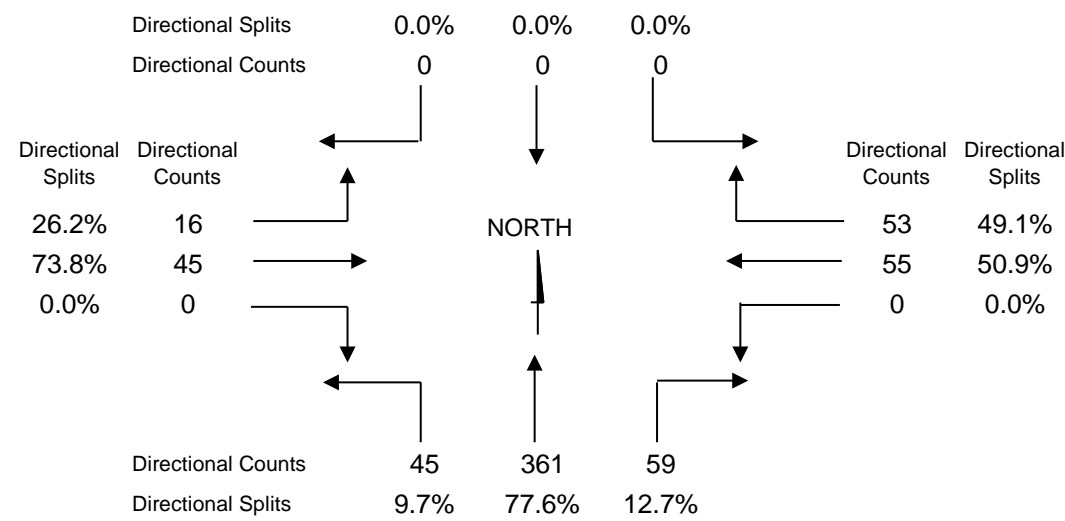 Directional Splits 0.0% 0.0% 0.0%
Directional Counts 0 0 0
Directional Directional
Splits Counts
26.2% 16
73.8% 45
0.0% 0
NORTH
Directional Directional
Counts Splits
53 49.1%
55 50.9%
0 0.0%
Directional Counts 45 361 59
Directional Splits 9.7% 77.6% 12.7%